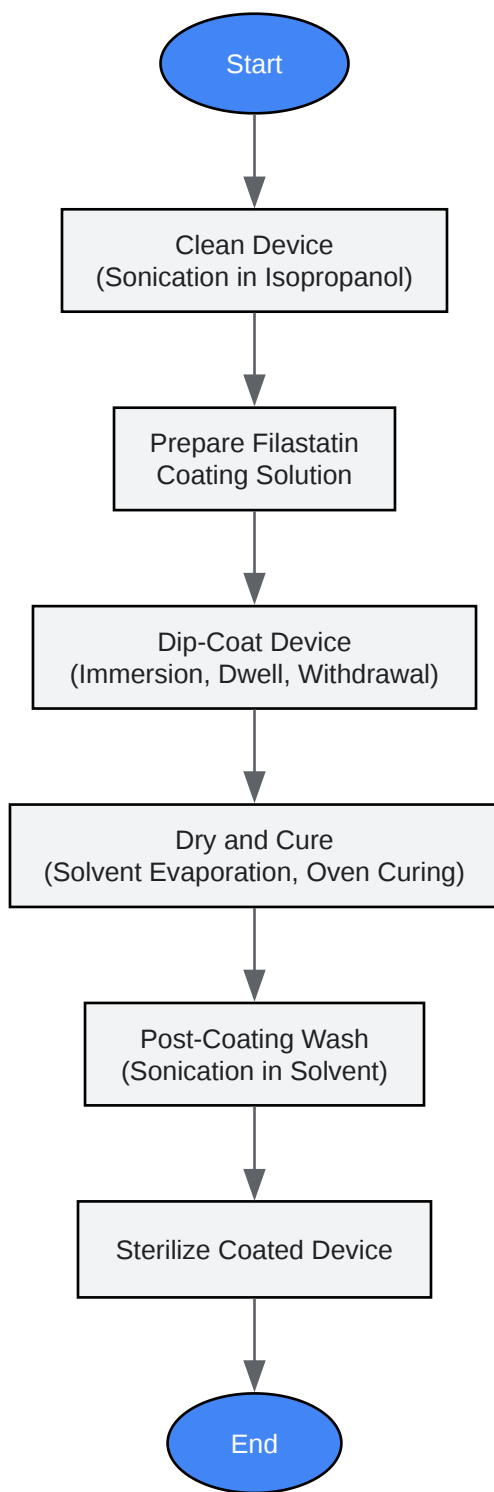 Start
Clean Device
(Sonication in Isopropanol)
Prepare Filastatin
Coating Solution
Dip-Coat Device
(Immersion, Dwell, Withdrawal)
Dry and Cure
(Solvent Evaporation, Oven Curing)
Post-Coating Wash
(Sonication in Solvent)
Sterilize Coated Device
End